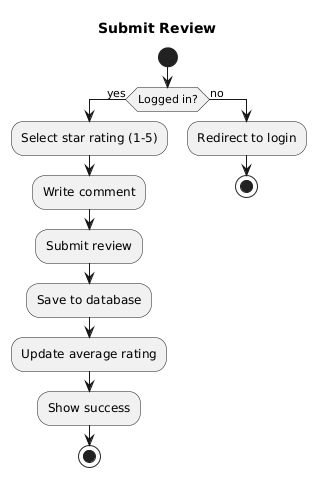 Submit Review
Logged in?
yes
no
Select star rating (1-5)
Redirect to login
Write comment
Submit review
Save to database
Update average rating
Show success